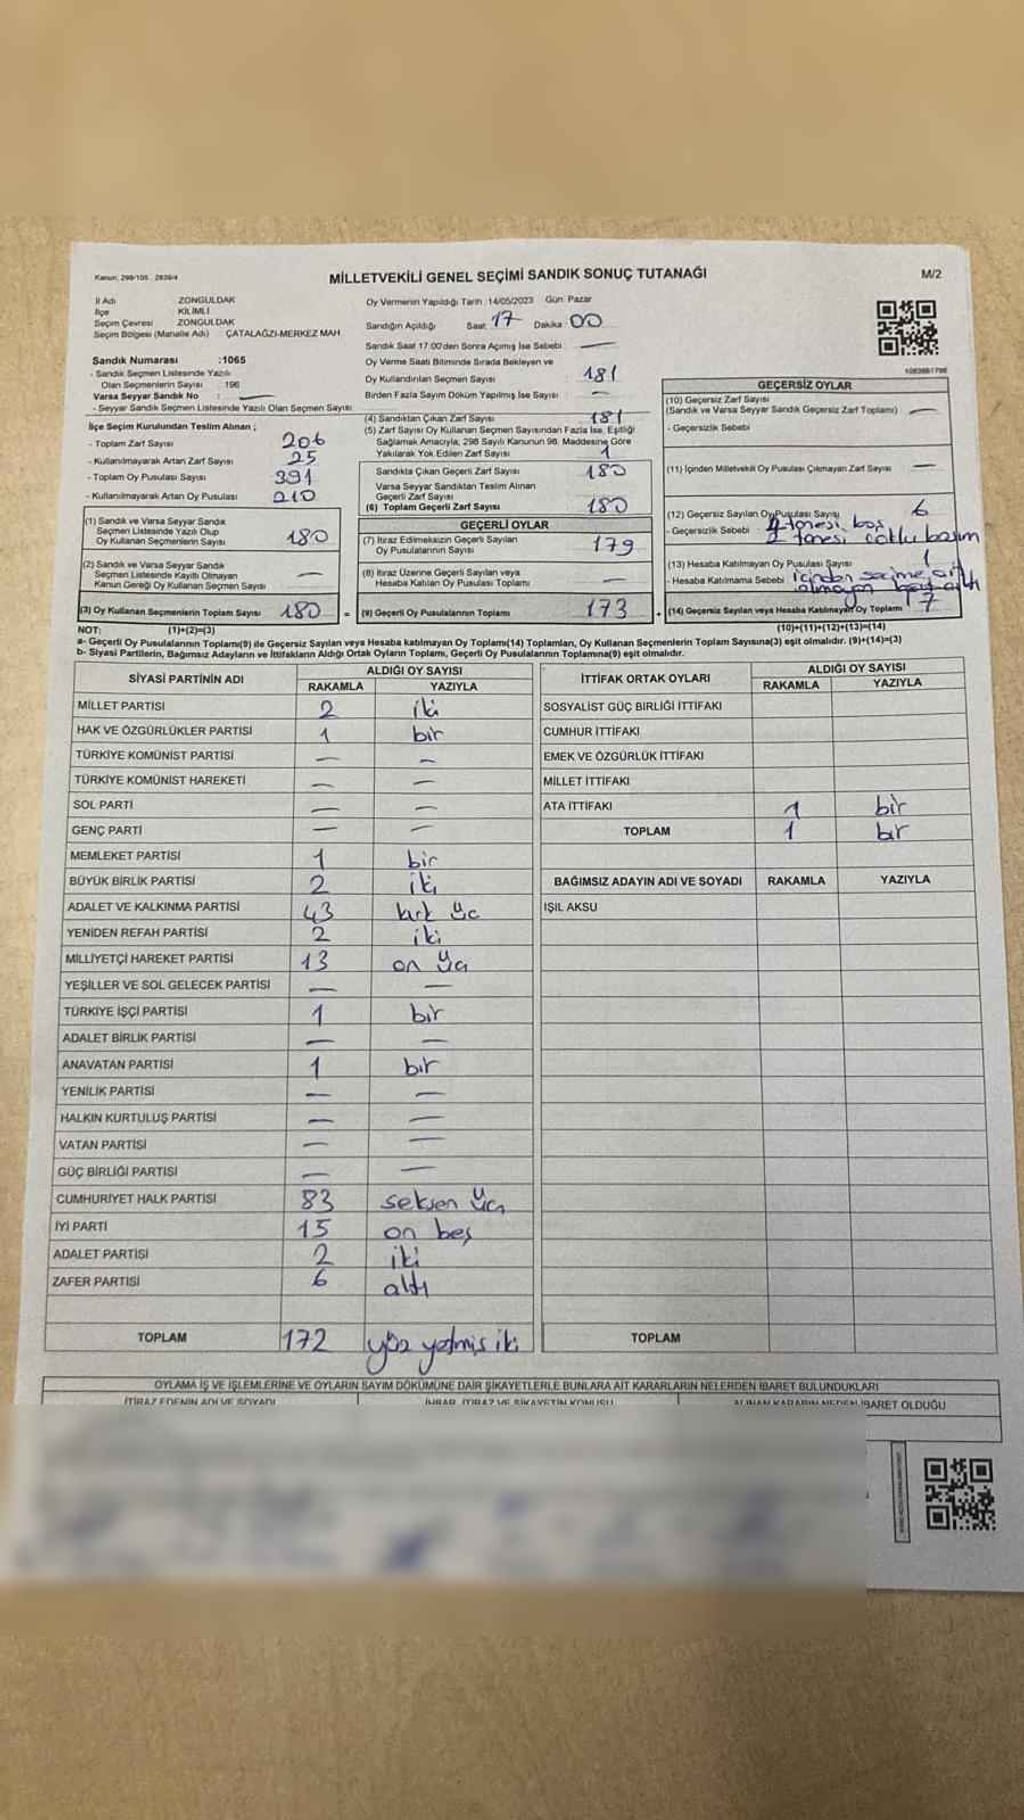 Kanun: 298/105 2839/4
MİLLETVEKİLİ GENEL SEÇİMİ SANDIK SONUÇ TUTANAĞI
M/2
İl Adı ZONGULDAK
İlçe KİLİMLİ
Seçim Çevresi ZONGULDAK
Seçim Bölgesi (Mahalle Adı) : ÇATALAĞZI-MERKEZ MAH.
Sandık Numarası :1065
- Sandık Seçmen Listesinde Yazılı
Olan Seçmenlerin Sayısı 196
Varsa Seyyar Sandık No : —
- Seyyar Sandık Seçmen Listesinde Yazılı Olan Seçmen Sayısı:
Oy Vermenin Yapıldığı Tarih :14/05/2023 Gün: Pazar
Sandığın Açıldığı Saat: 17 Dakika: 00
Sandık Saat 17:00'den Sonra Açılmış İse Sebebi : —
Oy Verme Saati Bitiminde Sırada Bekleyen ve
Oy Kullandırılan Seçmen Sayısı : 181
Birden Fazla Sayım Döküm Yapılmış İse Sayısı : —
İlçe Seçim Kurulundan Teslim Alınan ;
- Toplam Zarf Sayısı : 206
- Kullanılmayarak Artan Zarf Sayısı : 25
- Toplam Oy Pusulası Sayısı : 391
- Kullanılmayarak Artan Oy Pusulası : 210
(1) Sandık ve Varsa Seyyar Sandık
Seçmen Listesinde Yazılı Olup
Oy Kullanan Seçmenlerin Sayısı : 180
(2) Sandık ve Varsa Seyyar Sandık
Seçmen Listesinde Kayıtlı Olmayan
Kanun Gereği Oy Kullanan Seçmen Sayısı : —
(3) Oy Kullanan Seçmenlerin Toplam Sayısı : 180
(4) Sandıktan Çıkan Zarf Sayısı : 181
(5) Zarf Sayısı Oy Kullanan Seçmen Sayısından Fazla İse, Eşitliği
Sağlamak Amacıyla, 298 Sayılı Kanunun 98. Maddesine Göre
Yakılarak Yok Edilen Zarf Sayısı : 1
Sandıkta Çıkan Geçerli Zarf Sayısı : 180
Varsa Seyyar Sandıktan Teslim Alınan
Geçerli Zarf Sayısı
(6) Toplam Geçerli Zarf Sayısı : 180
GEÇERLİ OYLAR
(7) İtiraz Edilmeksizin Geçerli Sayılan
Oy Pusulalarının Sayısı : 179
(8) İtiraz Üzerine Geçerli Sayılan veya
Hesaba Katılan Oy Pusulası Toplamı : —
= (9) Geçerli Oy Pusulalarının Toplamı : 173
1083881798
GEÇERSİZ OYLAR
(10) Geçersiz Zarf Sayısı
(Sandık ve Varsa Seyyar Sandık Geçersiz Zarf Toplamı) : —
- Geçersizlik Sebebi :
(11) İçinden Milletvekili Oy Pusulası Çıkmayan Zarf Sayısı : —
(12) Geçersiz Sayılan Oy Pusulası Sayısı : 6
- Geçersizlik Sebebi : 4 tanesi boş
2 tanesi çoklu basım
(13) Hesaba Katılmayan Oy Pusulası Sayısı : 1
- Hesaba Katılmama Sebebi : içinden seçime ait
olmayan
+ (14) Geçersiz Sayılan veya Hesaba Katılmayan Oy Toplamı : 7
NOT: (1)+(2)=(3)
(10)+(11)+(12)+(13)=(14)
a- Geçerli Oy Pusulalarının Toplamı(9) ile Geçersiz Sayılan veya Hesaba katılmayan Oy Toplamı(14) Toplamları, Oy Kullanan Seçmenlerin Toplam Sayısına(3) eşit olmalıdır. (9)+(14)=(3)
b- Siyasi Partilerin, Bağımsız Adayların ve İttifakların Aldığı Ortak Oyların Toplamı, Geçerli Oy Pusulalarının Toplamına(9) eşit olmalıdır.
SİYASİ PARTİNİN ADI
ALDIĞI OY SAYISI
RAKAMLA YAZIYLA
MİLLET PARTİSİ 2 iki
HAK VE ÖZGÜRLÜKLER PARTİSİ 1 bir
TÜRKİYE KOMÜNİST PARTİSİ — —
TÜRKİYE KOMÜNİST HAREKETİ — —
SOL PARTİ — —
GENÇ PARTİ — —
MEMLEKET PARTİSİ 1 bir
BÜYÜK BİRLİK PARTİSİ 2 iki
ADALET VE KALKINMA PARTİSİ 43 kırk üç
YENİDEN REFAH PARTİSİ 2 iki
MİLLİYETÇİ HAREKET PARTİSİ 13 on üç
YEŞİLLER VE SOL GELECEK PARTİSİ — —
TÜRKİYE İŞÇİ PARTİSİ 1 bir
ADALET BİRLİK PARTİSİ — —
ANAVATAN PARTİSİ 1 bir
YENİLİK PARTİSİ — —
HALKIN KURTULUŞ PARTİSİ — —
VATAN PARTİSİ — —
GÜÇ BİRLİĞİ PARTİSİ — —
CUMHURİYET HALK PARTİSİ 83 seksen üç
İYİ PARTİ 15 on beş
ADALET PARTİSİ 2 iki
ZAFER PARTİSİ 6 altı
TOPLAM 172 yüz yetmiş iki
İTTİFAK ORTAK OYLARI
ALDIĞI OY SAYISI
RAKAMLA YAZIYLA
SOSYALİST GÜÇ BİRLİĞİ İTTİFAKI
CUMHUR İTTİFAKI
EMEK VE ÖZGÜRLÜK İTTİFAKI
MİLLET İTTİFAKI
ATA İTTİFAKI 1 bir
TOPLAM 1 bir
BAĞIMSIZ ADAYIN ADI VE SOYADI RAKAMLA YAZIYLA
IŞIL AKSU
TOPLAM
OYLAMA İŞ VE İŞLEMLERİNE VE OYLARIN SAYIM DÖKÜMÜNE DAİR ŞİKAYETLERLE BUNLARA AİT KARARLARIN NELERDEN İBARET BULUNDUKLARI
İTİRAZ EDENİN ADI VE SOYADI
İHBAR, İTİRAZ VE ŞİKAYETİN KONUSU
ALINAN KARARIN NEDEN İBARET OLDUĞU